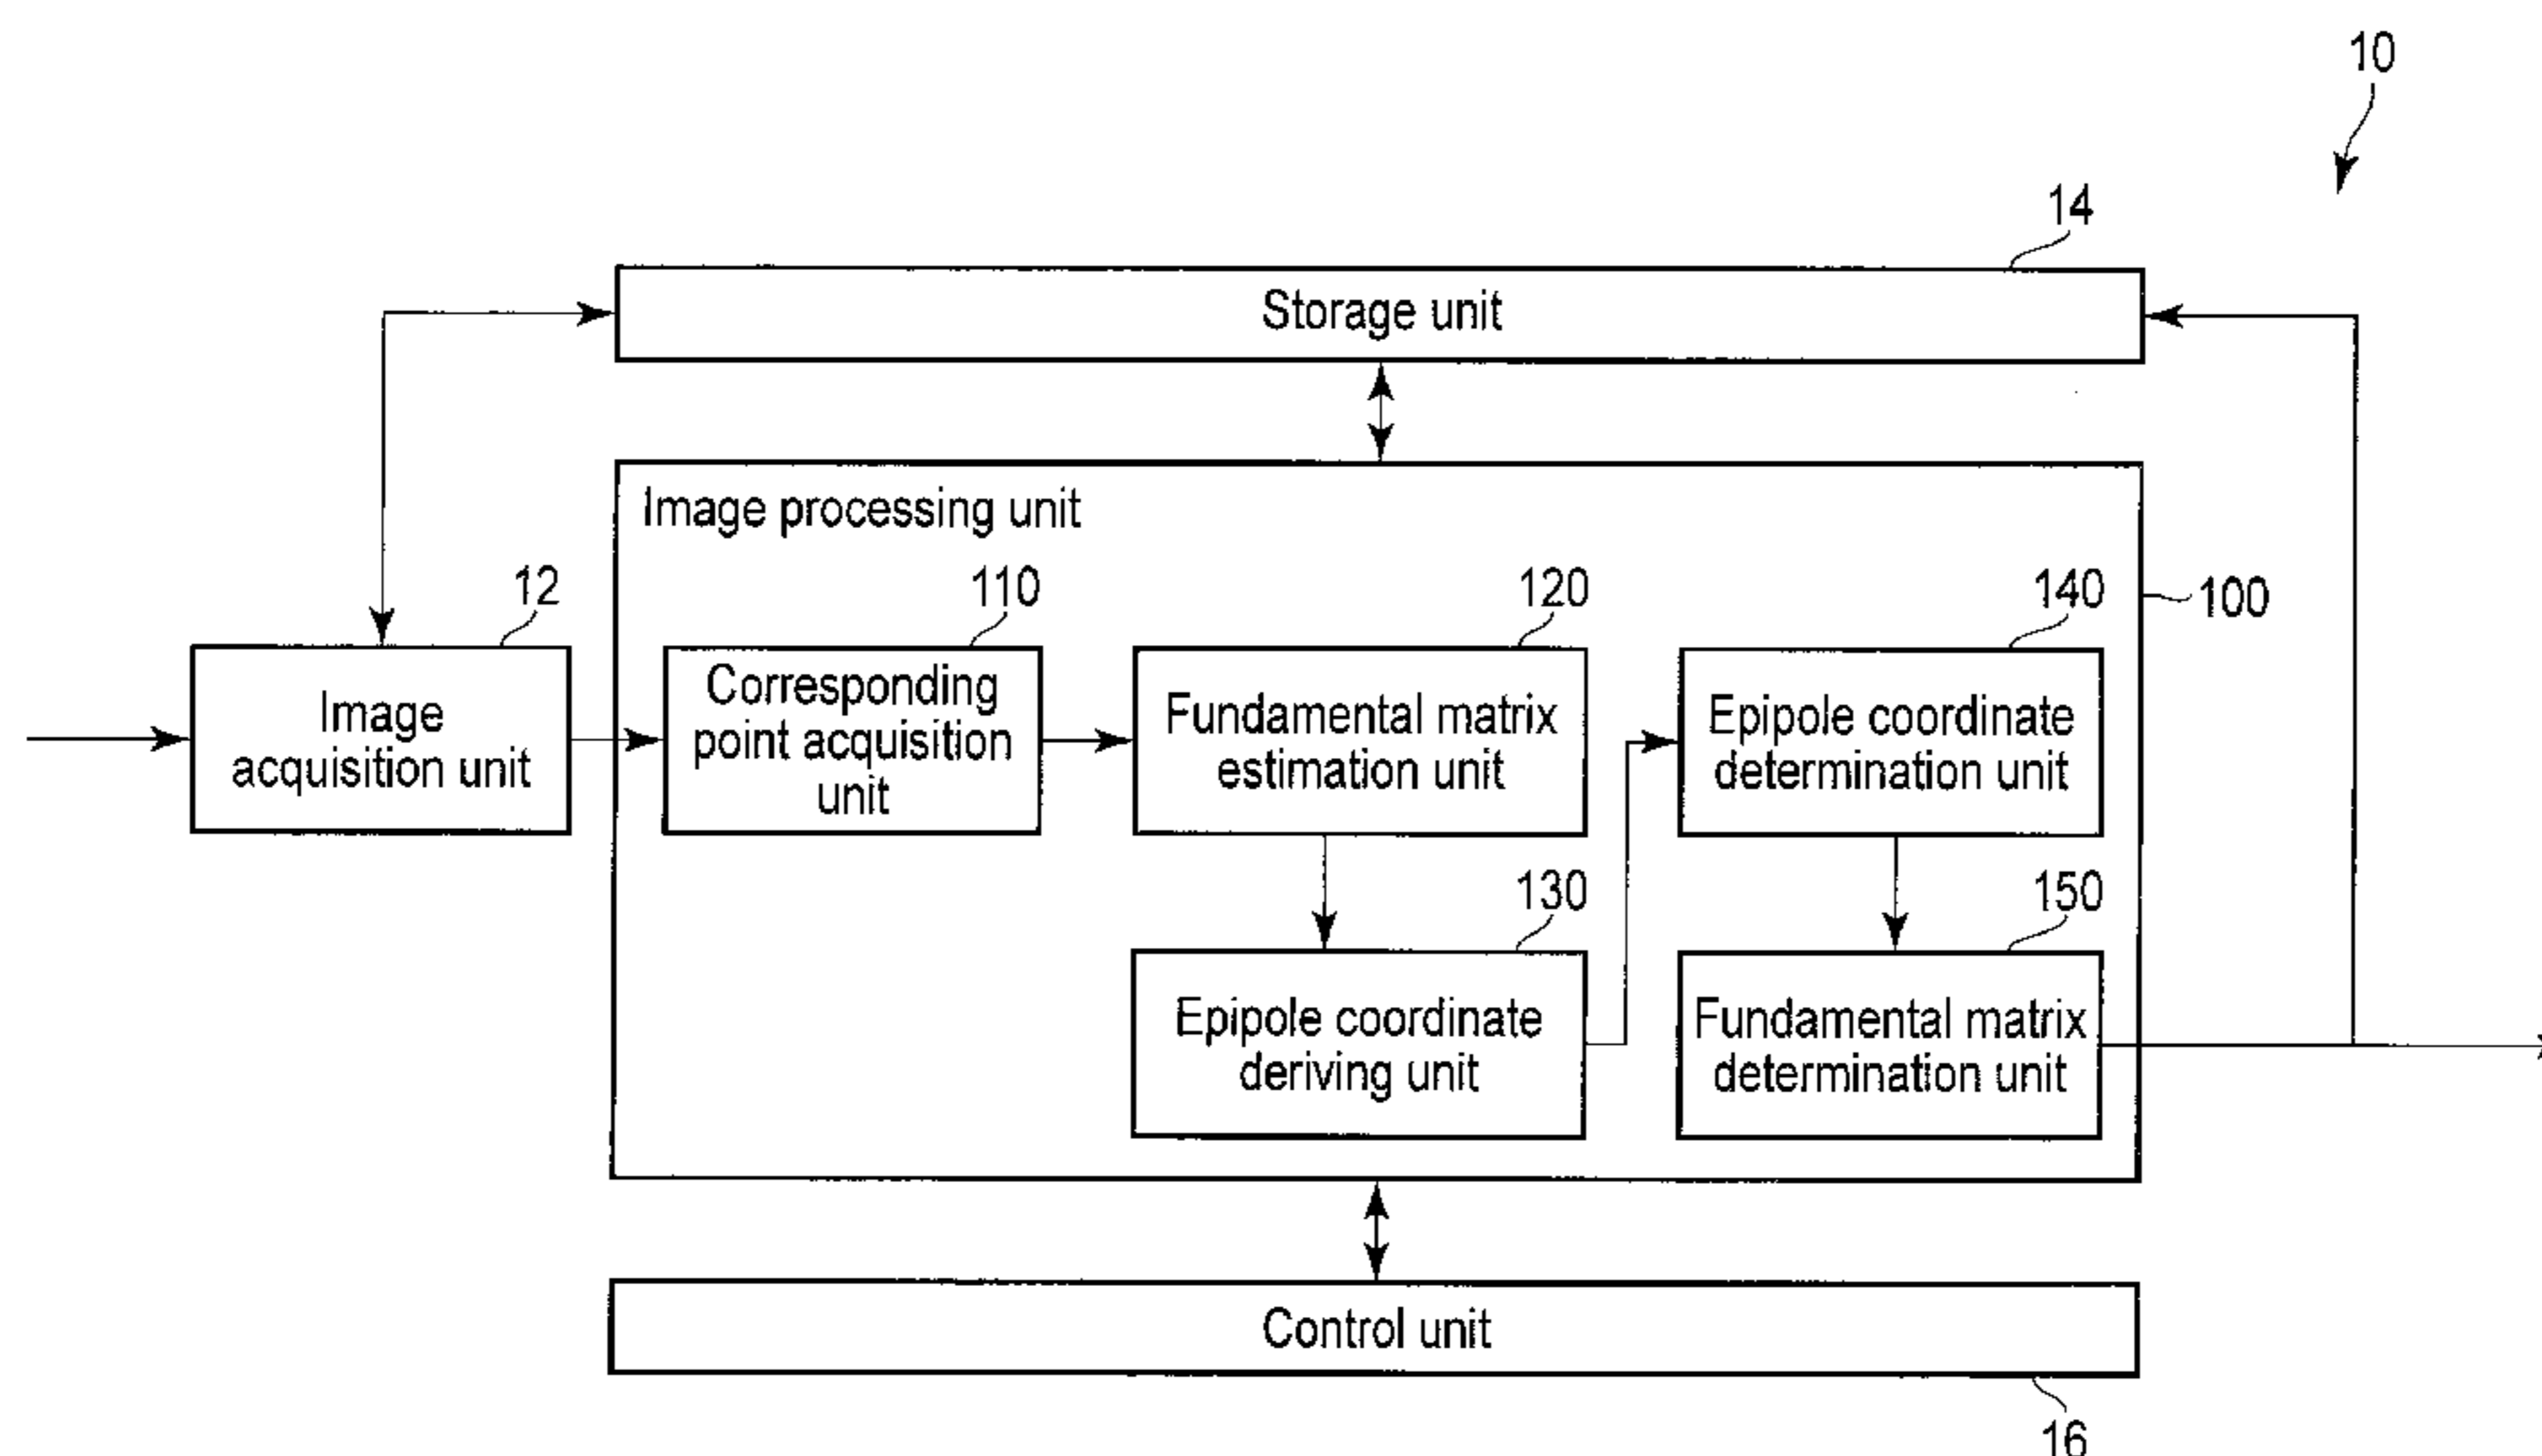 10
14
Storage unit
Image processing unit
12
110
120
140
100
Image
acquisition unit
Corresponding
point acquisition
unit
Fundamental matrix
estimation unit
Epipole coordinate
determination unit
130
150
Epipole coordinate
deriving unit
Fundamental matrix
determination unit
Control unit
16